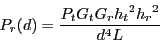 P_r(d) = \frac{P_t G_t G_r {h_t}^2 {h_r}^2}{d^4 L}